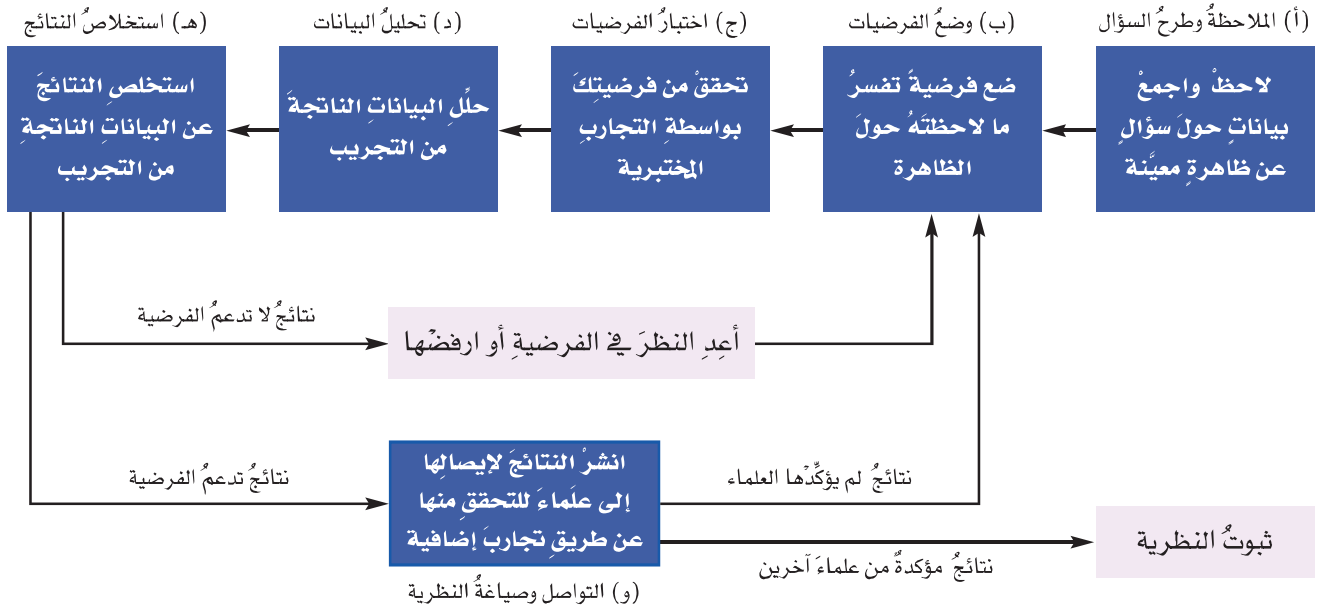 (أ) الملاحظةُ وطرحُ السؤال
(ب) وضعُ الفرضيات
(ج) اختبارُ الفرضيات
(د) تحليلُ البيانات
(هـ) استخلاصُ النتائج
لاحظْ واجمعْ
بياناتٍ حولَ سؤالٍ
عن ظاهرةٍ معيَّنة
ضع فرضيةً تفسرُ
ما لاحظتَهُ حولَ
الظاهرة
تحققْ من فرضيتِكَ
بواسطةِ التجاربِ
المختبرية
حلّلِ البياناتِ الناتجةَ
من التجريب
استخلصِ النتائجَ
عن البياناتِ الناتجةِ
من التجريب
نتائجُ لا تدعمُ الفرضية
أعِدِ النظرَ في الفرضيةِ أو ارفضْها
نتائجُ تدعمُ الفرضية
انشرْ النتائجَ لإيصالِها
إلى علَماءَ للتحققِ منها
عن طريقِ تجاربَ إضافية
نتائجُ لم يؤكِّدْها العلماء
نتائجُ مؤكدةٌ من علماءَ آخرين
ثبوتُ النظرية
(و) التواصل وصياغةُ النظرية